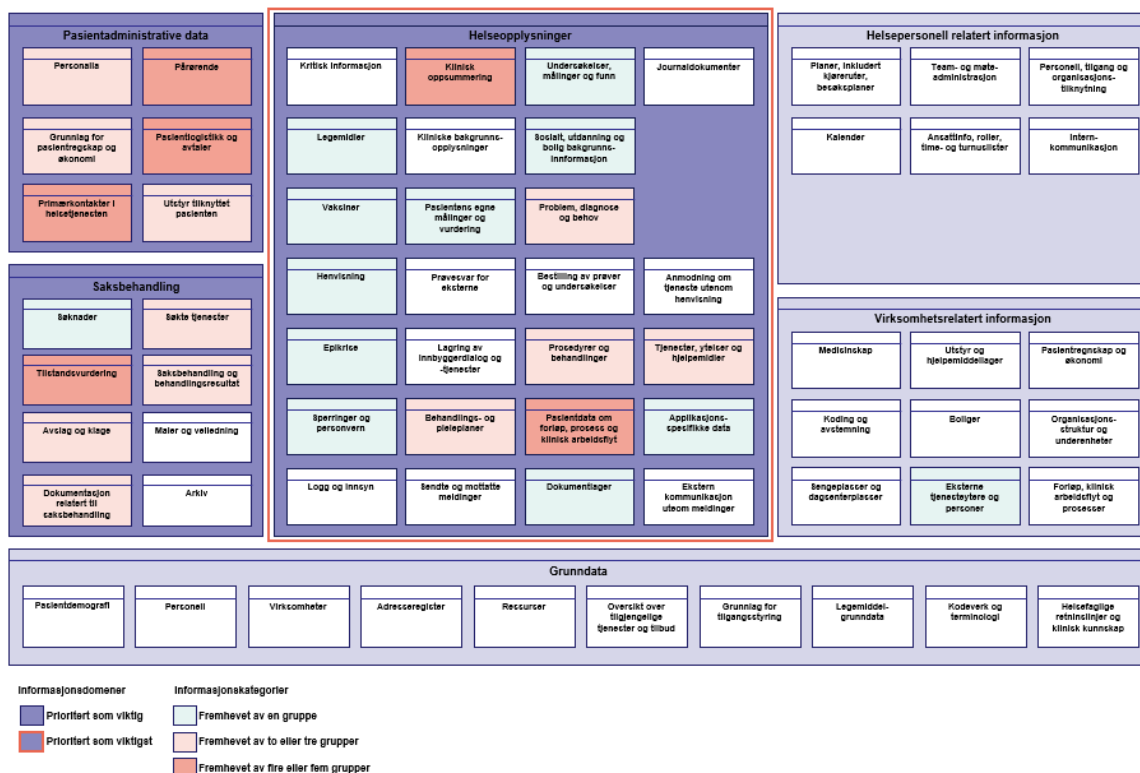 Pasientadministrative data
Personalia
Pårørende
Grunnlag for
pasientregskap og
økonomi
Pasientlogistikk og
avtaler
Primærkontakter i
helsetjenesten
Utstyr tilknyttet
pasienten
Saksbehandling
Søknader
Søkte tjenester
Tilstandsvurdering
Saksbehandling og
behandlingsresultat
Avslag og klage
Maler og veiledning
Dokumentasjon
relatert til
saksbehandling
Arkiv
Helseopplysninger
Kritisk informasjon
Klinisk
oppsummering
Undersøkelser,
målinger og funn
Journaldokumenter
Legemidler
Kliniske bakgrunns-
opplysninger
Sosialt, utdanning og
bolig bakgrunns-
innformasjon
Vaksiner
Pasientens egne
målinger og
vurdering
Problem, diagnose
og behov
Henvisning
Prøvesvar for
eksterne
Bestilling av prøver
og undersøkelser
Anmodning om
tjeneste utenom
henvisning
Epikrise
Lagring av
innbyggerdialog og
-tjenester
Prosedyrer og
behandlinger
Tjenester, ytelser og
hjelpemidler
Sperringer og
personvern
Behandlings- og
pleieplaner
Pasientdata om
forløp, prosess og
klinisk arbeidsflyt
Applikasjons-
spesifikke data
Logg og innsyn
Sendte og mottatte
meldinger
Dokumentlager
Ekstern
kommunikasjon
uteom meldinger
Helsepersonell relatert informasjon
Planer, inkludert
kjøreruter,
besøksplaner
Team- og møte-
administrasjon
Personell, tilgang og
organisasjons-
tilknytning
Kalender
Ansattinfo, roller,
time- og turnuslister
Intern-
kommunikasjon
Virksomhetsrelatert informasjon
Medisinskap
Utstyr og
hjelpemiddellager
Pasientregnskap og
økonomi
Koding og
avstemning
Boliger
Organisasjons-
struktur og
underenheter
Sengeplasser og
dagsenterplasser
Eksterne
tjenesteytere og
personer
Forløp, klinisk
arbeidsflyt og
prosesser
Grunndata
Pasientdemografi
Personell
Virksomheter
Adresseregister
Ressurser
Oversikt over
tilgjengelige
tjenester og tilbud
Grunnlag for
tilgangsstyring
Legemiddel-
grunndata
Kodeverk og
terminologi
Helsefaglige
retninslinjer og
klinisk kunnskap
Informasjonsdomener
Prioritert som viktig
Prioritert som viktigst
Informasjonskategorier
Fremhevet av en gruppe
Fremhevet av to eller tre grupper
Fremhevet av fire eller fem grupper